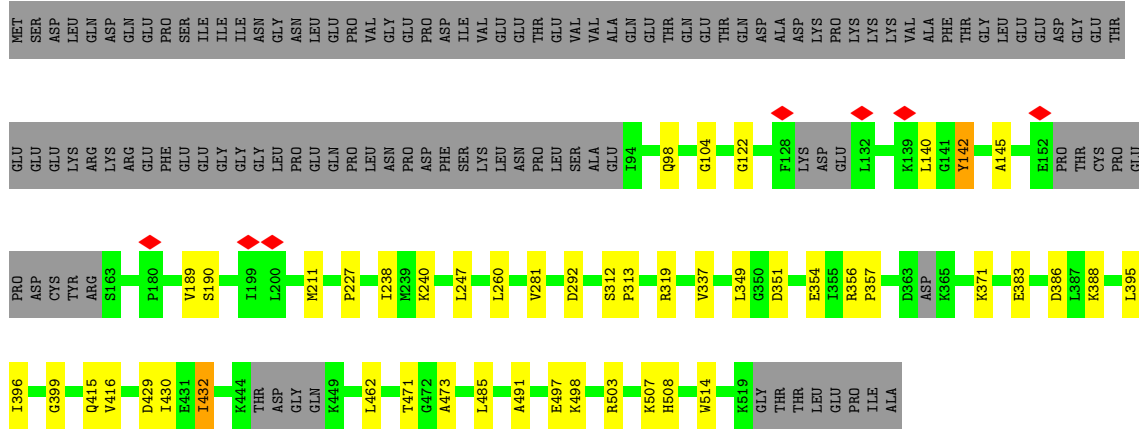 MET SER ASP LEU GLN ASP GLN GLU PRO SER ILE ILE ILE ASN GLY ASN LEU GLU PRO VAL GLY GLU PRO ASP ILE VAL GLU GLU THR GLU VAL VAL ALA GLN GLU THR GLN GLU THR GLN ASP ALA ASP LYS PRO LYS LYS LYS VAL ALA PHE THR GLY LEU GLU GLU ASP GLY GLU THR
GLU GLU GLU LYS ARG LYS ARG GLU PHE GLU GLU GLY GLY GLY LEU PRO GLU GLN PRO LEU ASN PRO ASP PHE SER LYS LEU ASN PRO LEU SER ALA GLU I94 Q98 G104 G122 F128 LYS ASP GLU L132 K139 L140 G141 Y142 A145 E152 PRO THR CYS PRO GLU
PRO ASP CYS TYR ARG S163 P180 V189 S190 I199 L200 M211 P227 I238 M239 K240 L247 L260 V281 D292 S312 P313 R319 V337 L349 G350 D351 E354 I355 R356 P357 D363 ASP K365 K371 E383 D386 L387 K388 L395
I396 G399 Q415 V416 D429 I430 E431 I432 K444 THR ASP GLY GLN K449 L462 T471 G472 A473 L485 A491 E497 K498 R503 K507 H508 W514 K519 GLY THR THR LEU GLU PRO ILE ALA